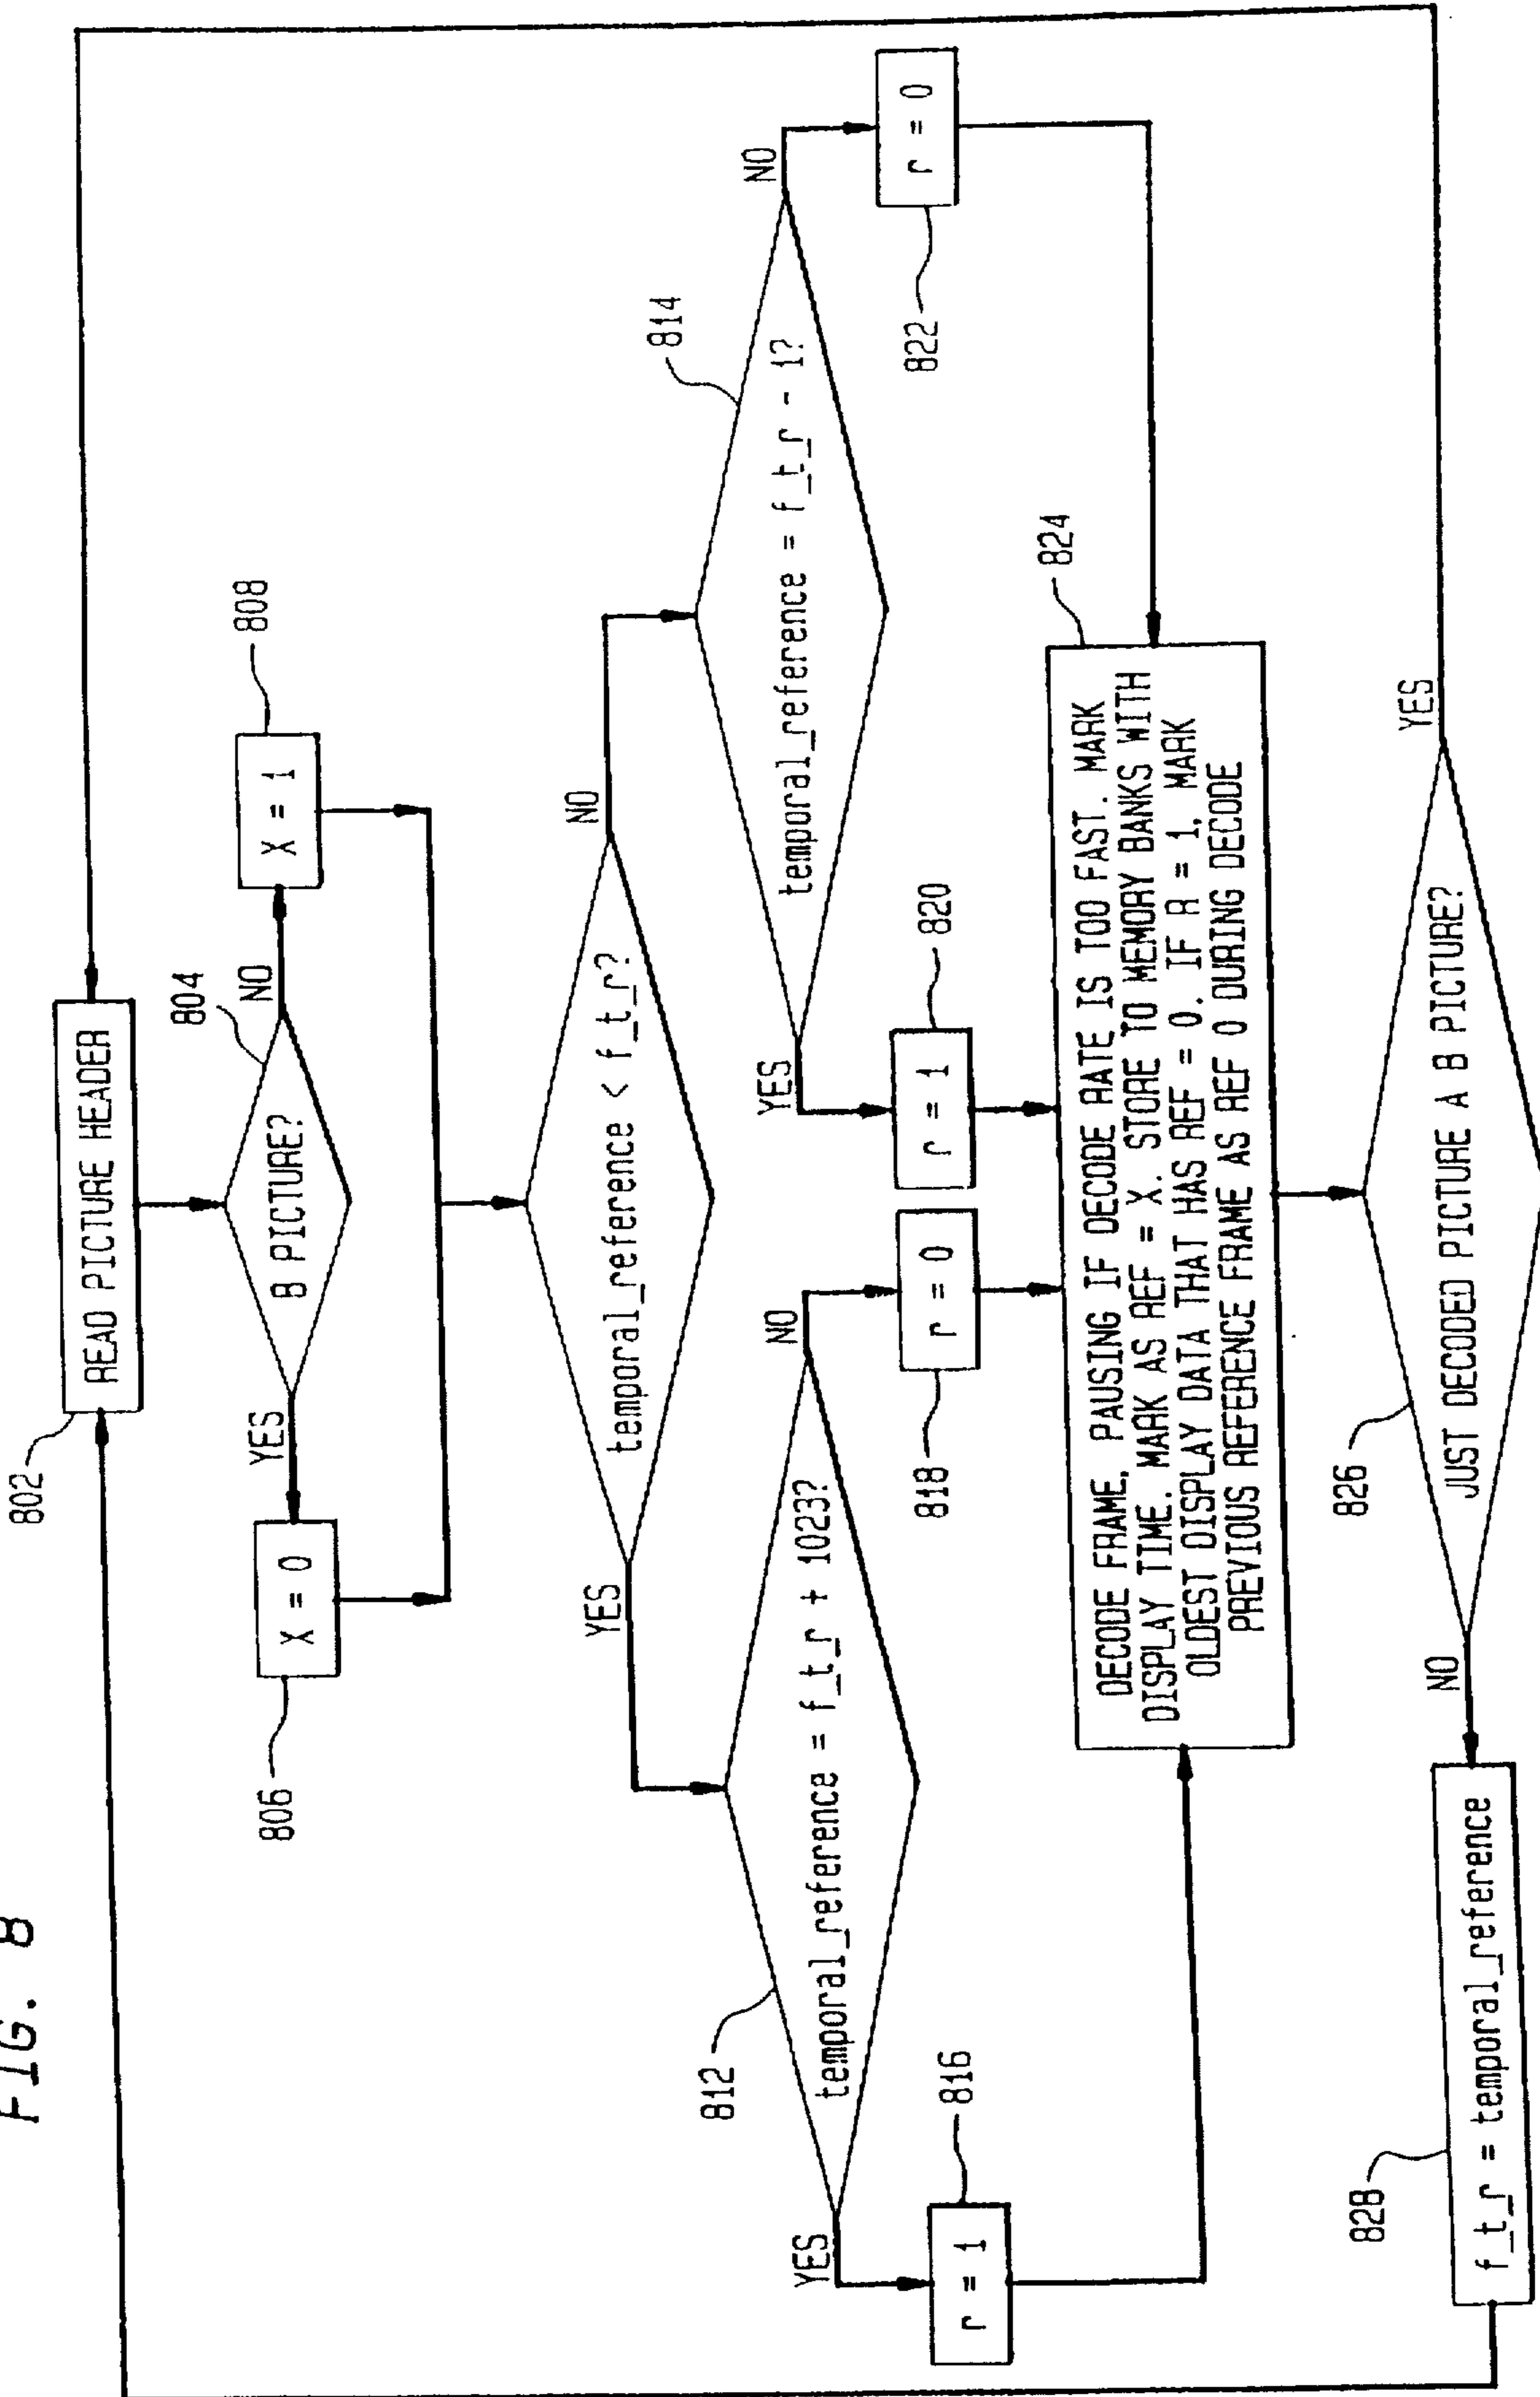 FIG. 8
802
READ PICTURE HEADER
804
B PICTURE?
YES
NO
806
X = 0
X = 1
808
temporal_reference < f_t_r?
YES
NO
812
temporal_reference = f_t_r + 1023?
YES
NO
814
temporal_reference = f_t_r - 1?
YES
NO
r = 1
816
818
r = 0
r = 1
820
822
r = 0
824
DECODE FRAME, PAUSING IF DECODE RATE IS TOO FAST. MARK
DISPLAY TIME. MARK AS REF = X. STORE TO MEMORY BANKS WITH
OLDEST DISPLAY DATA THAT HAS REF = 0. IF R = 1, MARK
PREVIOUS REFERENCE FRAME AS REF 0 DURING DECODE
826
JUST DECODED PICTURE A B PICTURE?
NO
YES
828
f_t_r = temporal_reference